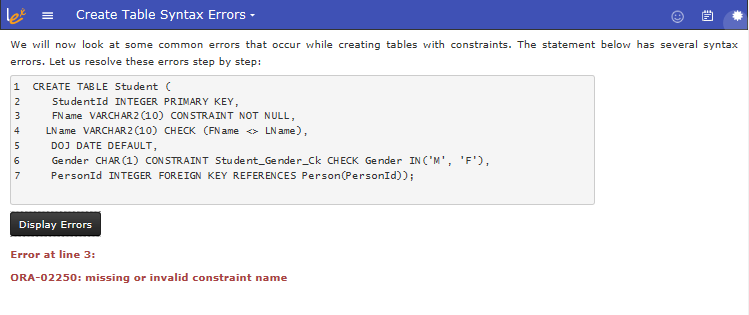 Lex Create Table Syntax Errors
We will now look at some common errors that occur while creating tables with constraints. The statement below has several syntax
errors. Let us resolve these errors step by step:
1 CREATE TABLE Student (
2 StudentId INTEGER PRIMARY KEY,
3 FName VARCHAR2(10) CONSTRAINT NOT NULL,
4 LName VARCHAR2(10) CHECK (FName <> LName),
5 DOJ DATE DEFAULT,
6 Gender CHAR(1) CONSTRAINT Student_Gender_Ck CHECK Gender IN('M', 'F'),
7 PersonId INTEGER FOREIGN KEY REFERENCES Person(PersonId));
Display Errors
Error at line 3:
ORA-02250: missing or invalid constraint name